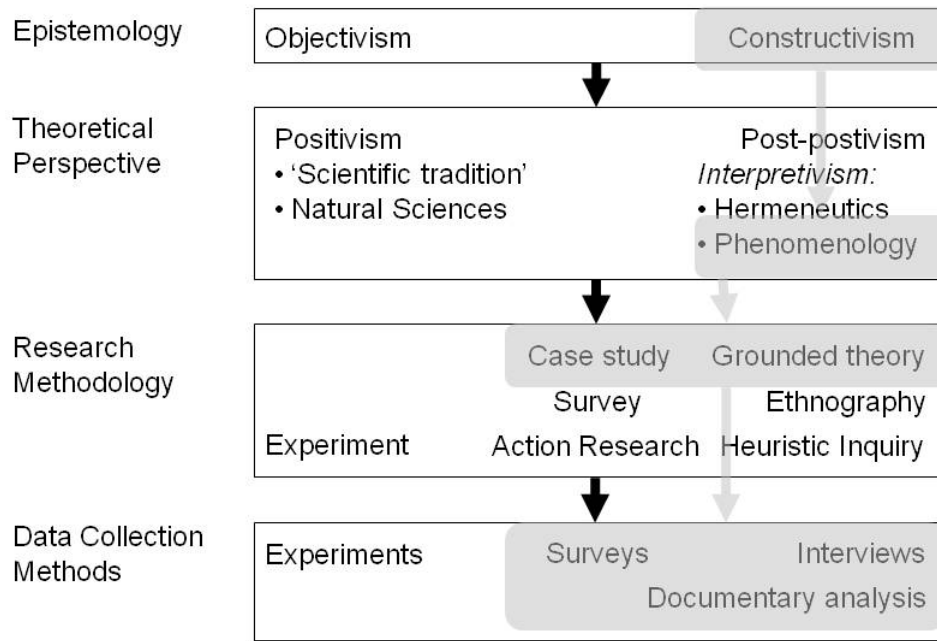 Epistemology
Objectivism Constructivism
Theoretical
Perspective
Positivism Post-postivism
• ‘Scientific tradition’ Interpretivism:
• Natural Sciences • Hermeneutics
• Phenomenology
Research
Methodology
Case study Grounded theory
Survey Ethnography
Experiment Action Research Heuristic Inquiry
Data Collection
Methods
Experiments Surveys Interviews
Documentary analysis